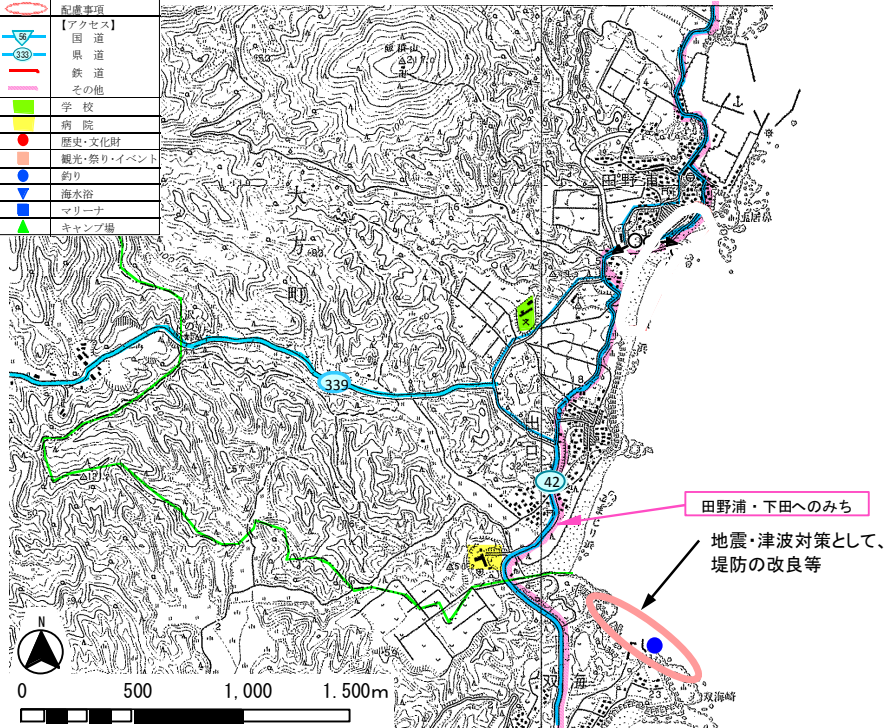 配慮事項
【アクセス】
56
国　道
333
県　道
鉄　道
その他
学　校
病　院
歴史・文化財
観光・祭り・イベント
釣り
海水浴
マリーナ
キャンプ場
大方町
田野浦
339
出口
42
田野浦・下田へのみち
地震・津波対策として、
堤防の改良等
双海
双海崎
N
0 500 1,000 1.500m